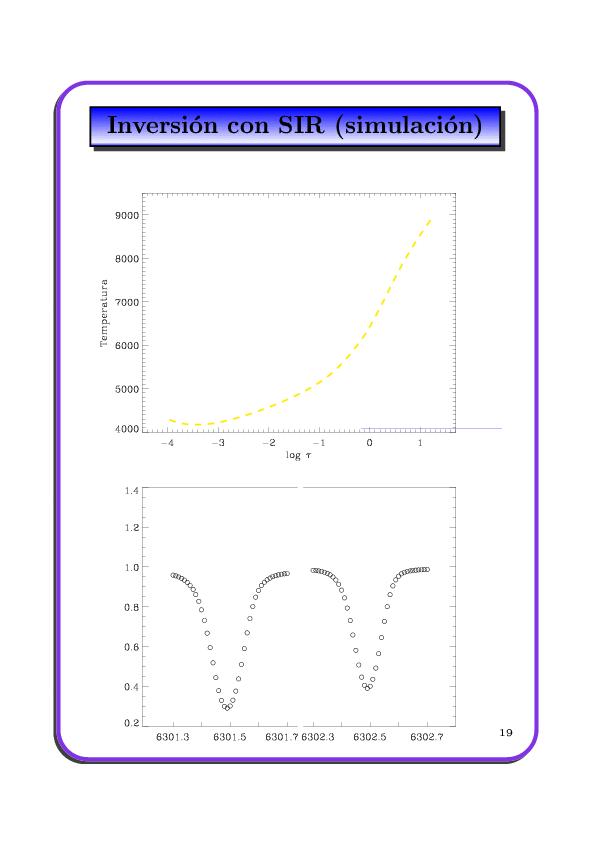 Inversión con SIR (simulación)
9000
8000
7000
6000
5000
4000
Temperatura
−4 −3 −2 −1 0 1
log τ
1.4
1.2
1.0
0.8
0.6
0.4
0.2
6301.3 6301.5 6301.7 6302.3 6302.5 6302.7
19